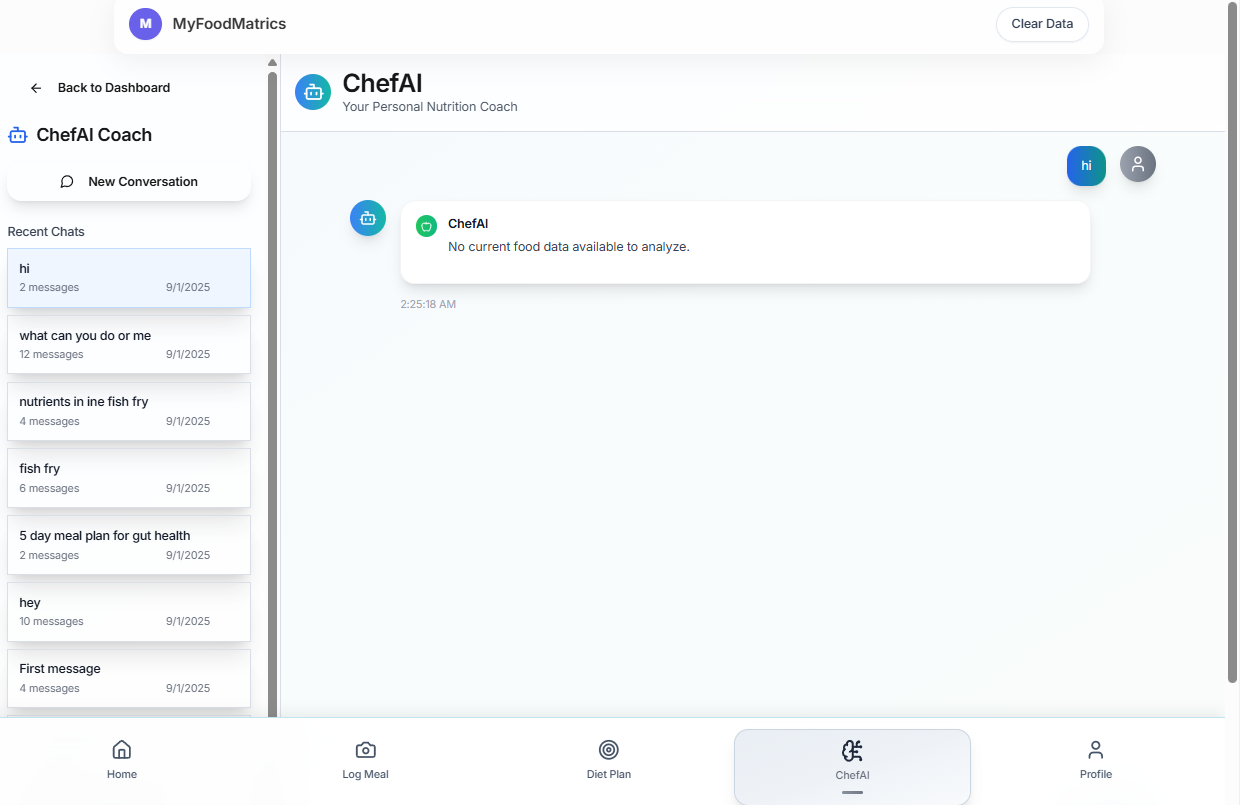 M MyFoodMatrics
Clear Data
Back to Dashboard
ChefAI Coach
New Conversation
Recent Chats
hi
2 messages 9/1/2025
what can you do or me
12 messages 9/1/2025
nutrients in ine fish fry
4 messages 9/1/2025
fish fry
6 messages 9/1/2025
5 day meal plan for gut health
2 messages 9/1/2025
hey
10 messages 9/1/2025
First message
4 messages 9/1/2025
ChefAI
Your Personal Nutrition Coach
hi
ChefAI
No current food data available to analyze.
2:25:18 AM
Home
Log Meal
Diet Plan
ChefAI
Profile